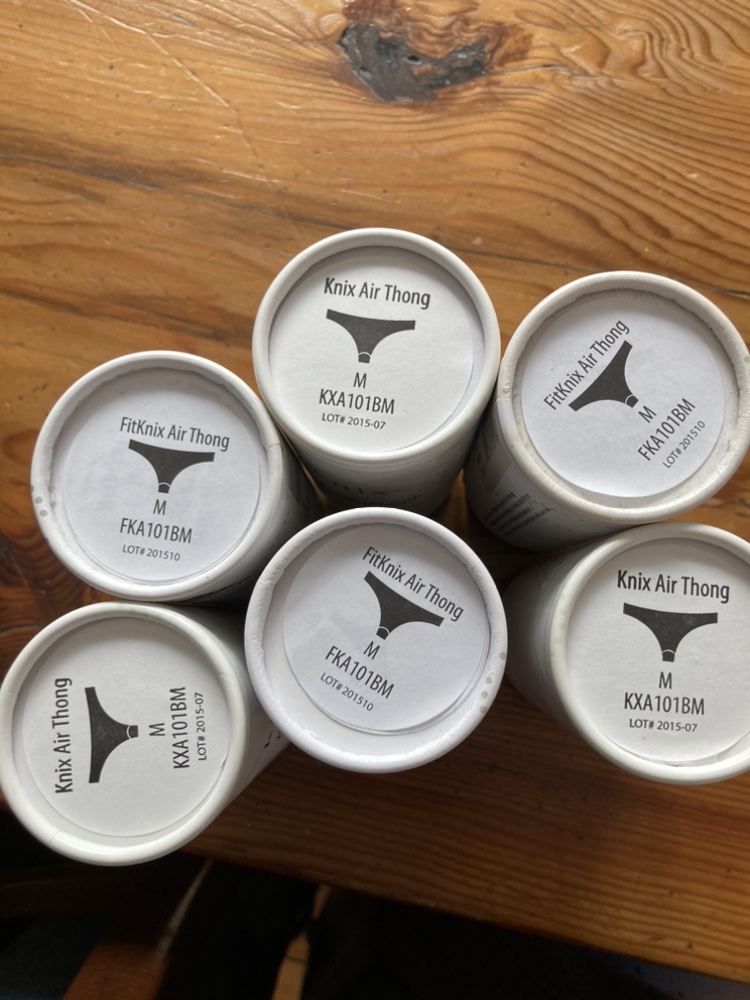 Knix Air Thong
M
KXA101BM
LOT# 2015-07
FitKnix Air Thong
M
FKA101BM
LOT# 201510
FitKnix Air Thong
M
FKA101BM
LOT# 201510
FitKnix Air Thong
M
FKA101BM
LOT# 201510
Knix Air Thong
M
KXA101BM
LOT# 2015-07
Knix Air Thong
M
KXA101BM
LOT# 2015-07